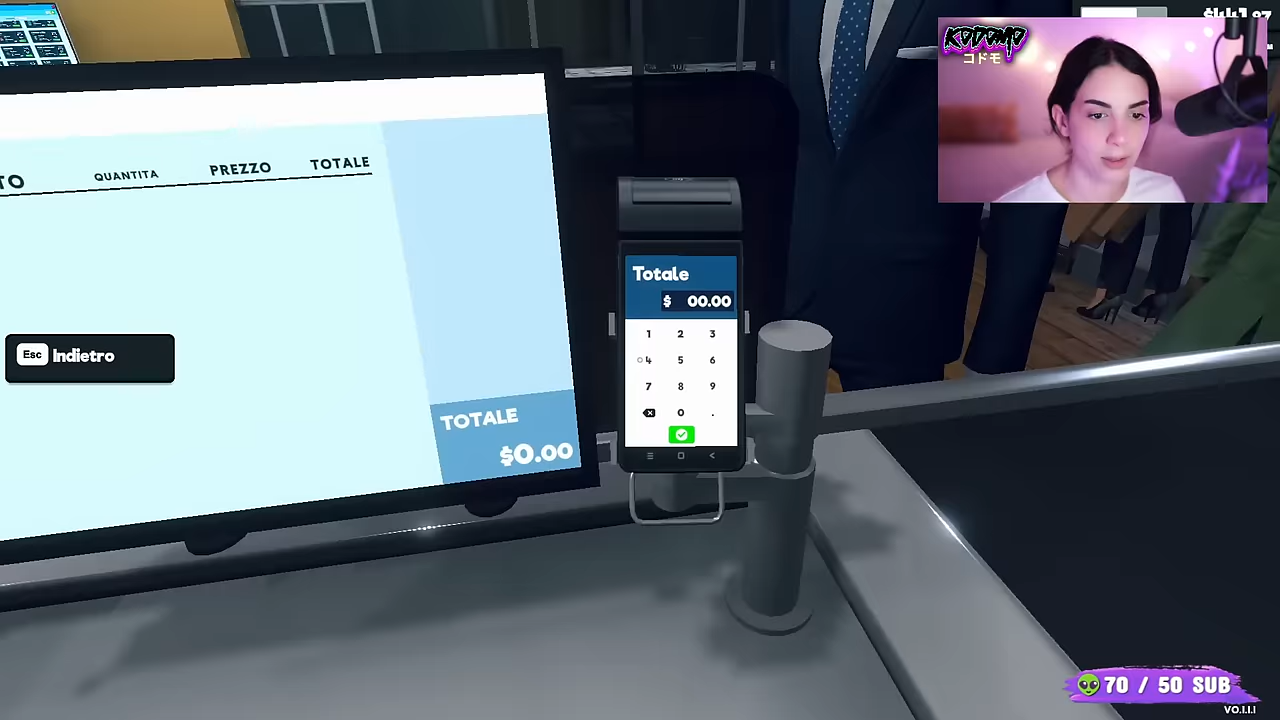 KODOMO
コドモ
TO QUANTITA PREZZO TOTALE
Esc Indietro
TOTALE
$0.00
Totale
$ 00.00
1 2 3
4 5 6
7 8 9
0 .
70 / 50 SUB
V0.1.1.1